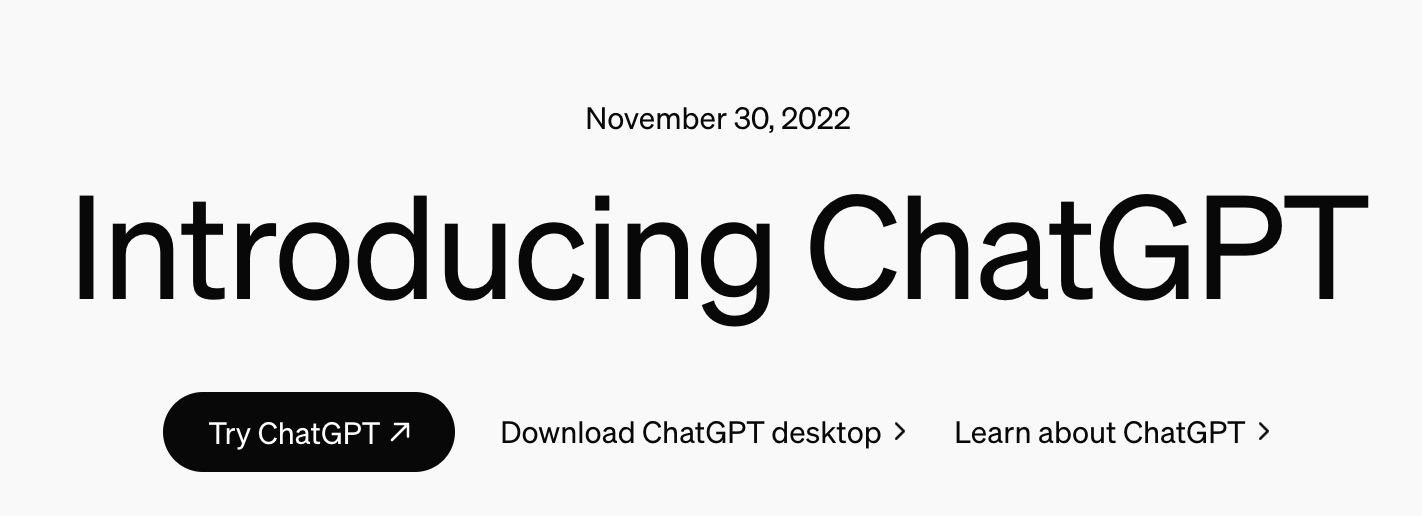 November 30, 2022
Introducing ChatGPT
Try ChatGPT ↗ Download ChatGPT desktop > Learn about ChatGPT >